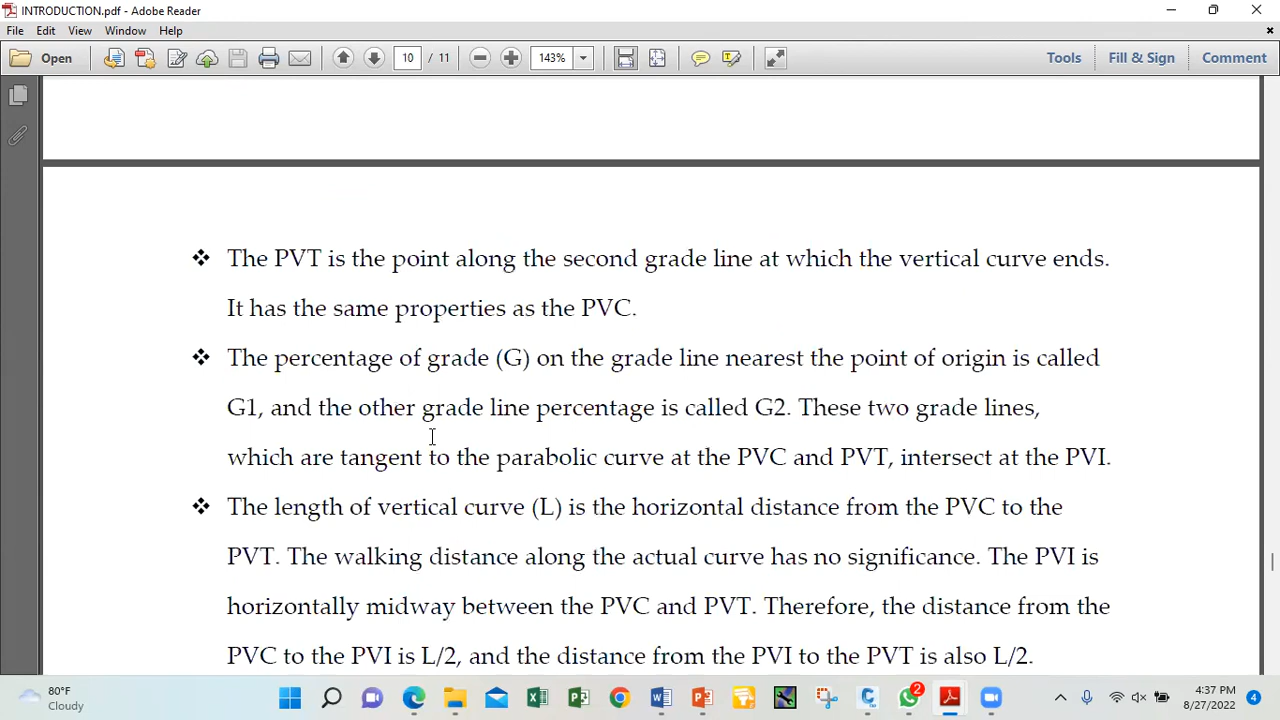 INTRODUCTION.pdf - Adobe Reader
File Edit View Window Help
Open 10 / 11 143% Tools Fill & Sign Comment
❖ The PVT is the point along the second grade line at which the vertical curve ends.
It has the same properties as the PVC.
❖ The percentage of grade (G) on the grade line nearest the point of origin is called
G1, and the other grade line percentage is called G2. These two grade lines,
which are tangent to the parabolic curve at the PVC and PVT, intersect at the PVI.
❖ The length of vertical curve (L) is the horizontal distance from the PVC to the
PVT. The walking distance along the actual curve has no significance. The PVI is
horizontally midway between the PVC and PVT. Therefore, the distance from the
PVC to the PVI is L/2, and the distance from the PVI to the PVT is also L/2.
80°F
Cloudy
2
4:37 PM
8/27/2022
4